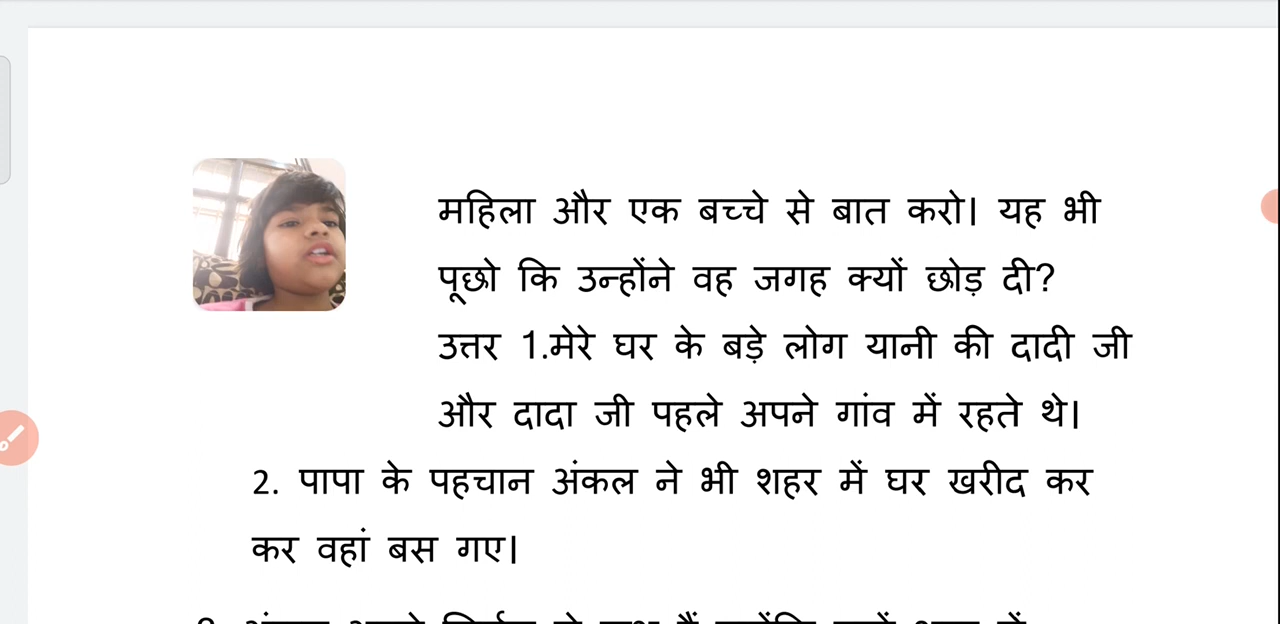 महिला और एक बच्चे से बात करो। यह भी
पूछो कि उन्होंने वह जगह क्यों छोड़ दी?
उत्तर 1.मेरे घर के बड़े लोग यानी की दादी जी
और दादा जी पहले अपने गांव में रहते थे।
2. पापा के पहचान अंकल ने भी शहर में घर खरीद कर
कर वहां बस गए।